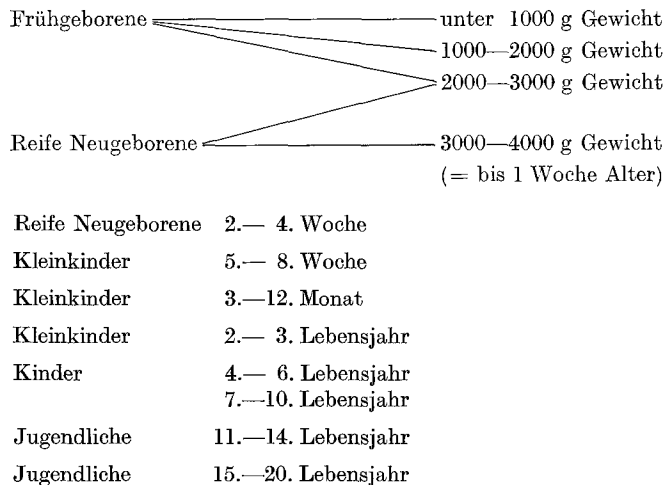 Frühgeborene unter 1000 g Gewicht
1000—2000 g Gewicht
2000—3000 g Gewicht
Reife Neugeborene 3000—4000 g Gewicht
(= bis 1 Woche Alter)
Reife Neugeborene 2.— 4. Woche
Kleinkinder 5.— 8. Woche
Kleinkinder 3.—12. Monat
Kleinkinder 2.— 3. Lebensjahr
Kinder 4.— 6. Lebensjahr
7.—10. Lebensjahr
Jugendliche 11.—14. Lebensjahr
Jugendliche 15.—20. Lebensjahr